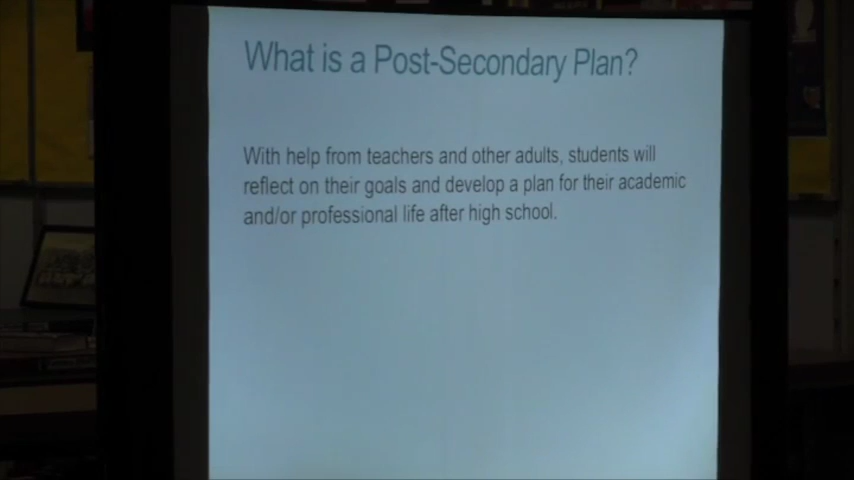 What is a Post-Secondary Plan?
With help from teachers and other adults, students will
reflect on their goals and develop a plan for their academic
and/or professional life after high school.